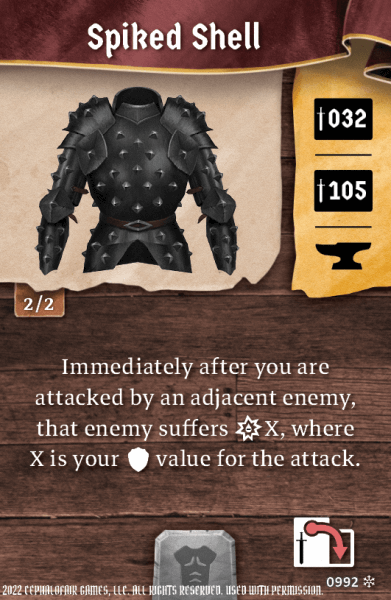 Spiked Shell
032
105
2/2
Immediately after you are
attacked by an adjacent enemy,
that enemy suffers X, where
X is your value for the attack.
0992
2022 CEPHALOFAIR GAMES, LLC. ALL RIGHTS RESERVED. USED WITH PERMISSION.